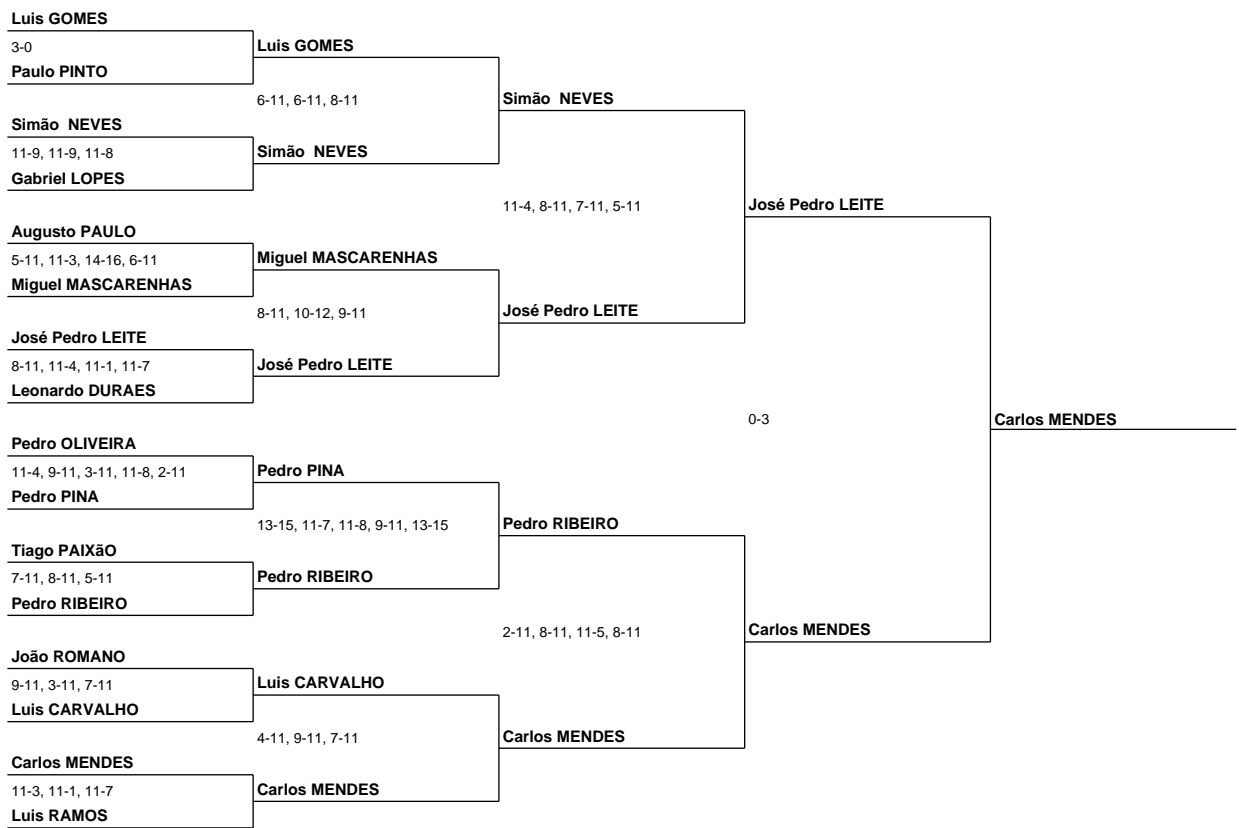 Luis GOMES
3-0
Luis GOMES
Paulo PINTO
6-11, 6-11, 8-11
Simão  NEVES
Simão  NEVES
11-9, 11-9, 11-8
Simão  NEVES
Gabriel LOPES
11-4, 8-11, 7-11, 5-11
José Pedro LEITE
Augusto PAULO
5-11, 11-3, 14-16, 6-11
Miguel MASCARENHAS
Miguel MASCARENHAS
8-11, 10-12, 9-11
José Pedro LEITE
José Pedro LEITE
8-11, 11-4, 11-1, 11-7
José Pedro LEITE
Leonardo DURAES
0-3
Carlos MENDES
Pedro OLIVEIRA
11-4, 9-11, 3-11, 11-8, 2-11
Pedro PINA
Pedro PINA
13-15, 11-7, 11-8, 9-11, 13-15
Pedro RIBEIRO
Tiago PAIXãO
7-11, 8-11, 5-11
Pedro RIBEIRO
Pedro RIBEIRO
2-11, 8-11, 11-5, 8-11
Carlos MENDES
João ROMANO
9-11, 3-11, 7-11
Luis CARVALHO
Luis CARVALHO
4-11, 9-11, 7-11
Carlos MENDES
Carlos MENDES
11-3, 11-1, 11-7
Carlos MENDES
Luis RAMOS